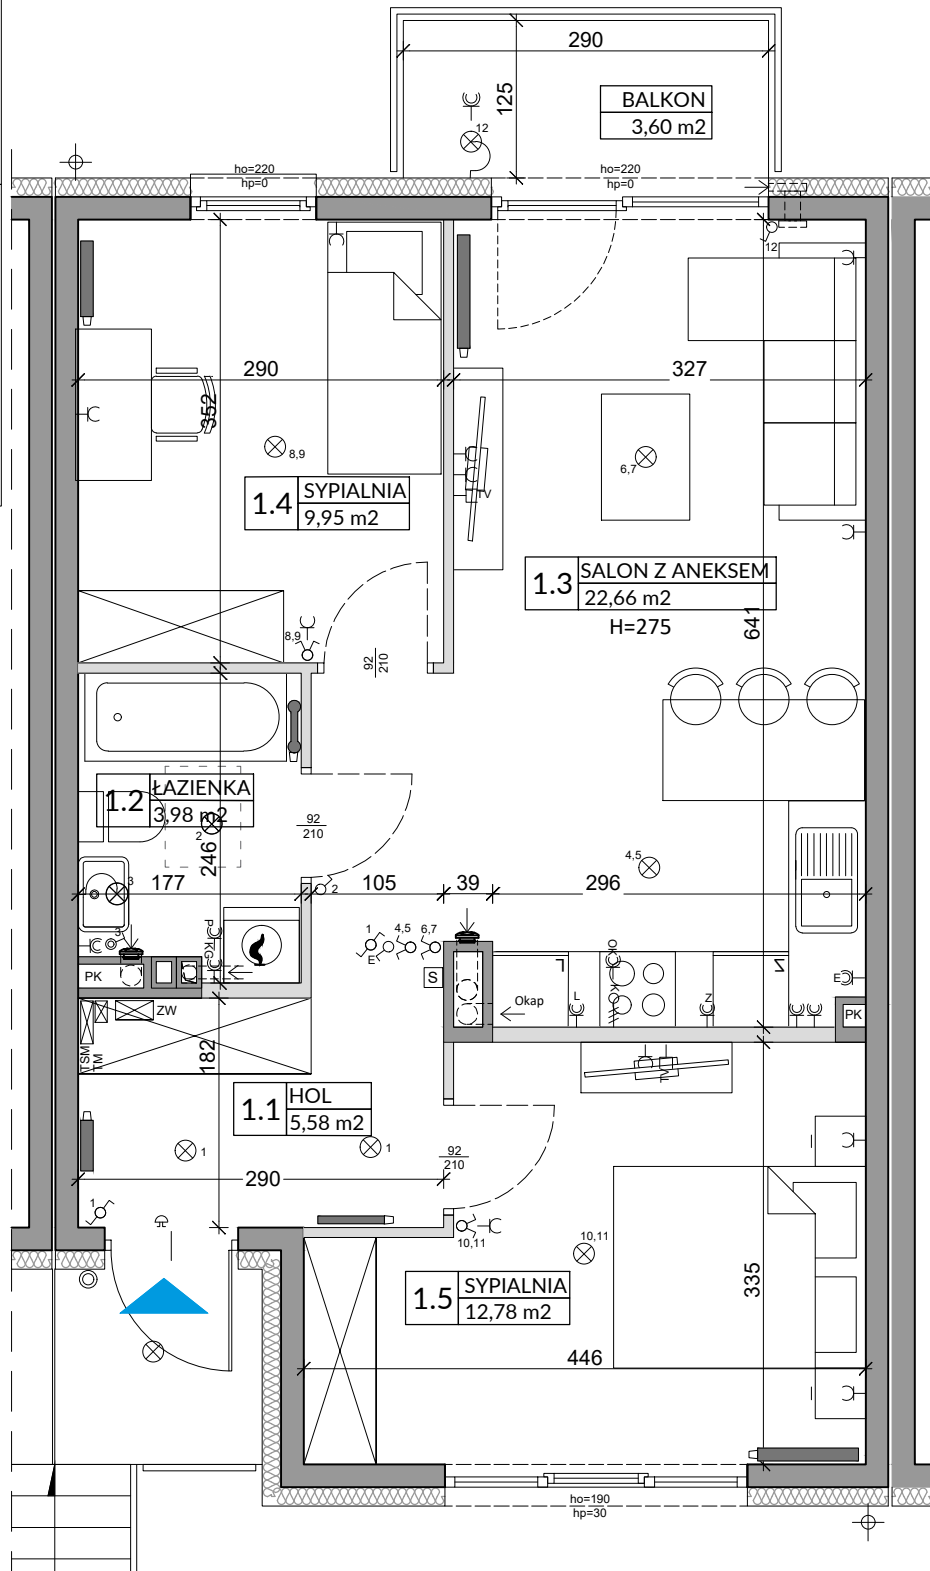 290
125
BALKON
3,60 m2
12
ho=220
hp=0
ho=220
hp=0
12
290
327
352
8,9
6,7
TV
1.4
SYPIALNIA
9,95 m2
1.3
SALON Z ANEKSEM
22,66 m2
H=275
641
8,9
92
210
1.2
ŁAZIENKA
3,98 m2
2
92
210
246
3
177
2
105
39
296
4,5
3
1
4,5
6,7
E
S
PK
Okap
L
Z
E
PK
ZW
TSM
TM
182
1.1
HOL
5,58 m2
TV
1
1
92
210
290
1
10,11
10,11
1.5
SYPIALNIA
12,78 m2
335
446
ho=190
hp=30